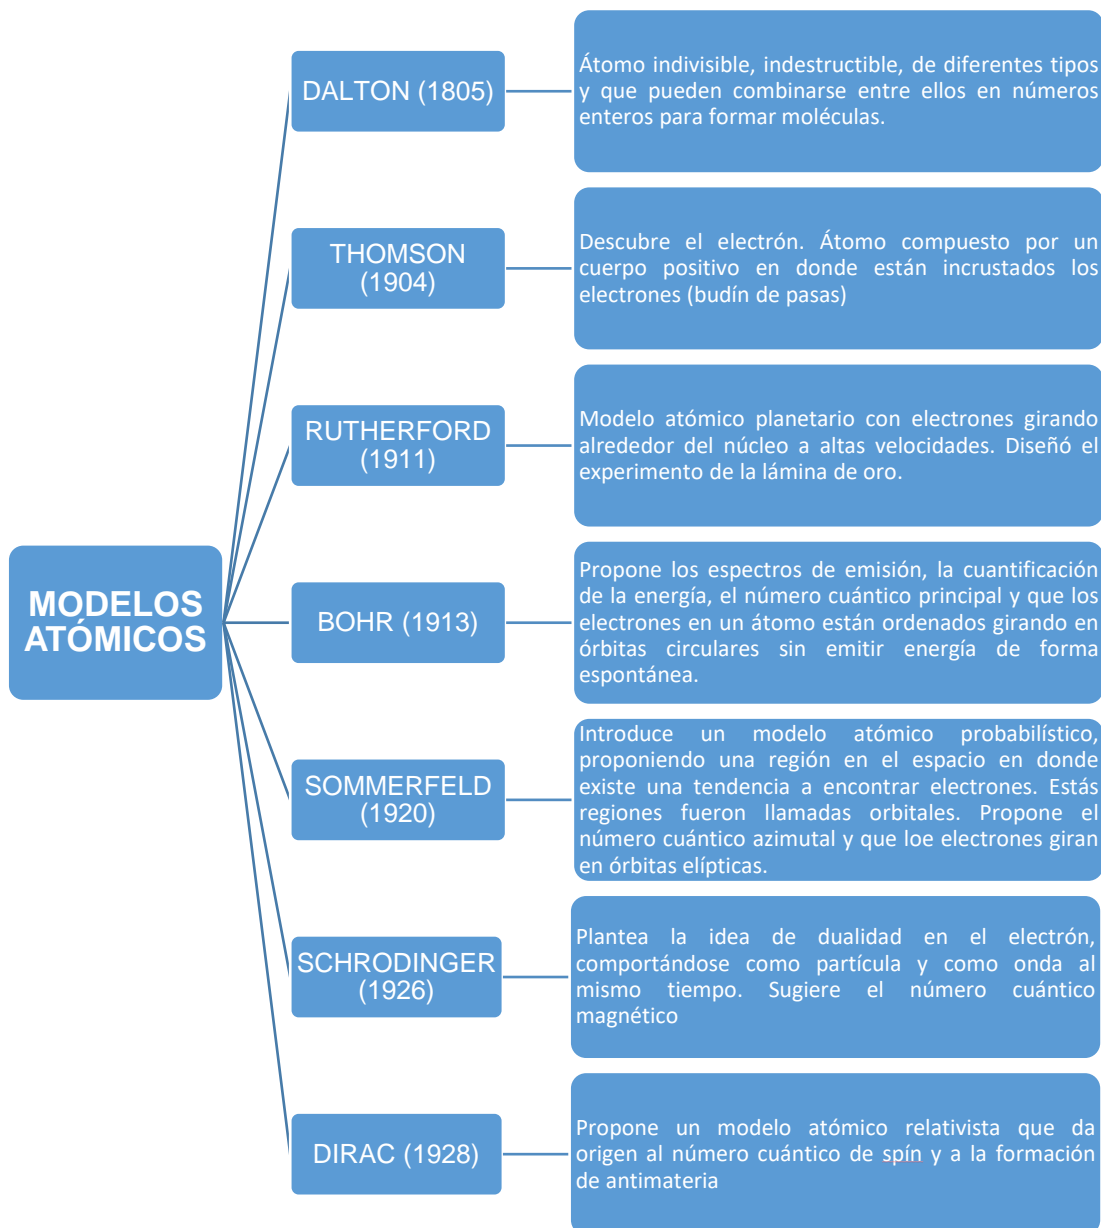 MODELOS
ATÓMICOS
DALTON (1805)
Átomo indivisible, indestructible, de diferentes tipos
y que pueden combinarse entre ellos en números
enteros para formar moléculas.
THOMSON
(1904)
Descubre el electrón. Átomo compuesto por un
cuerpo positivo en donde están incrustados los
electrones (budín de pasas)
RUTHERFORD
(1911)
Modelo atómico planetario con electrones girando
alrededor del núcleo a altas velocidades. Diseñó el
experimento de la lámina de oro.
BOHR (1913)
Propone los espectros de emisión, la cuantificación
de la energía, el número cuántico principal y que los
electrones en un átomo están ordenados girando en
órbitas circulares sin emitir energía de forma
espontánea.
SOMMERFELD
(1920)
Introduce un modelo atómico probabilístico,
proponiendo una región en el espacio en donde
existe una tendencia a encontrar electrones. Estás
regiones fueron llamadas orbitales. Propone el
número cuántico azimutal y que loe electrones giran
en órbitas elípticas.
SCHRODINGER
(1926)
Plantea la idea de dualidad en el electrón,
comportándose como partícula y como onda al
mismo tiempo. Sugiere el número cuántico
magnético
DIRAC (1928)
Propone un modelo atómico relativista que da
origen al número cuántico de spín y a la formación
de antimateria